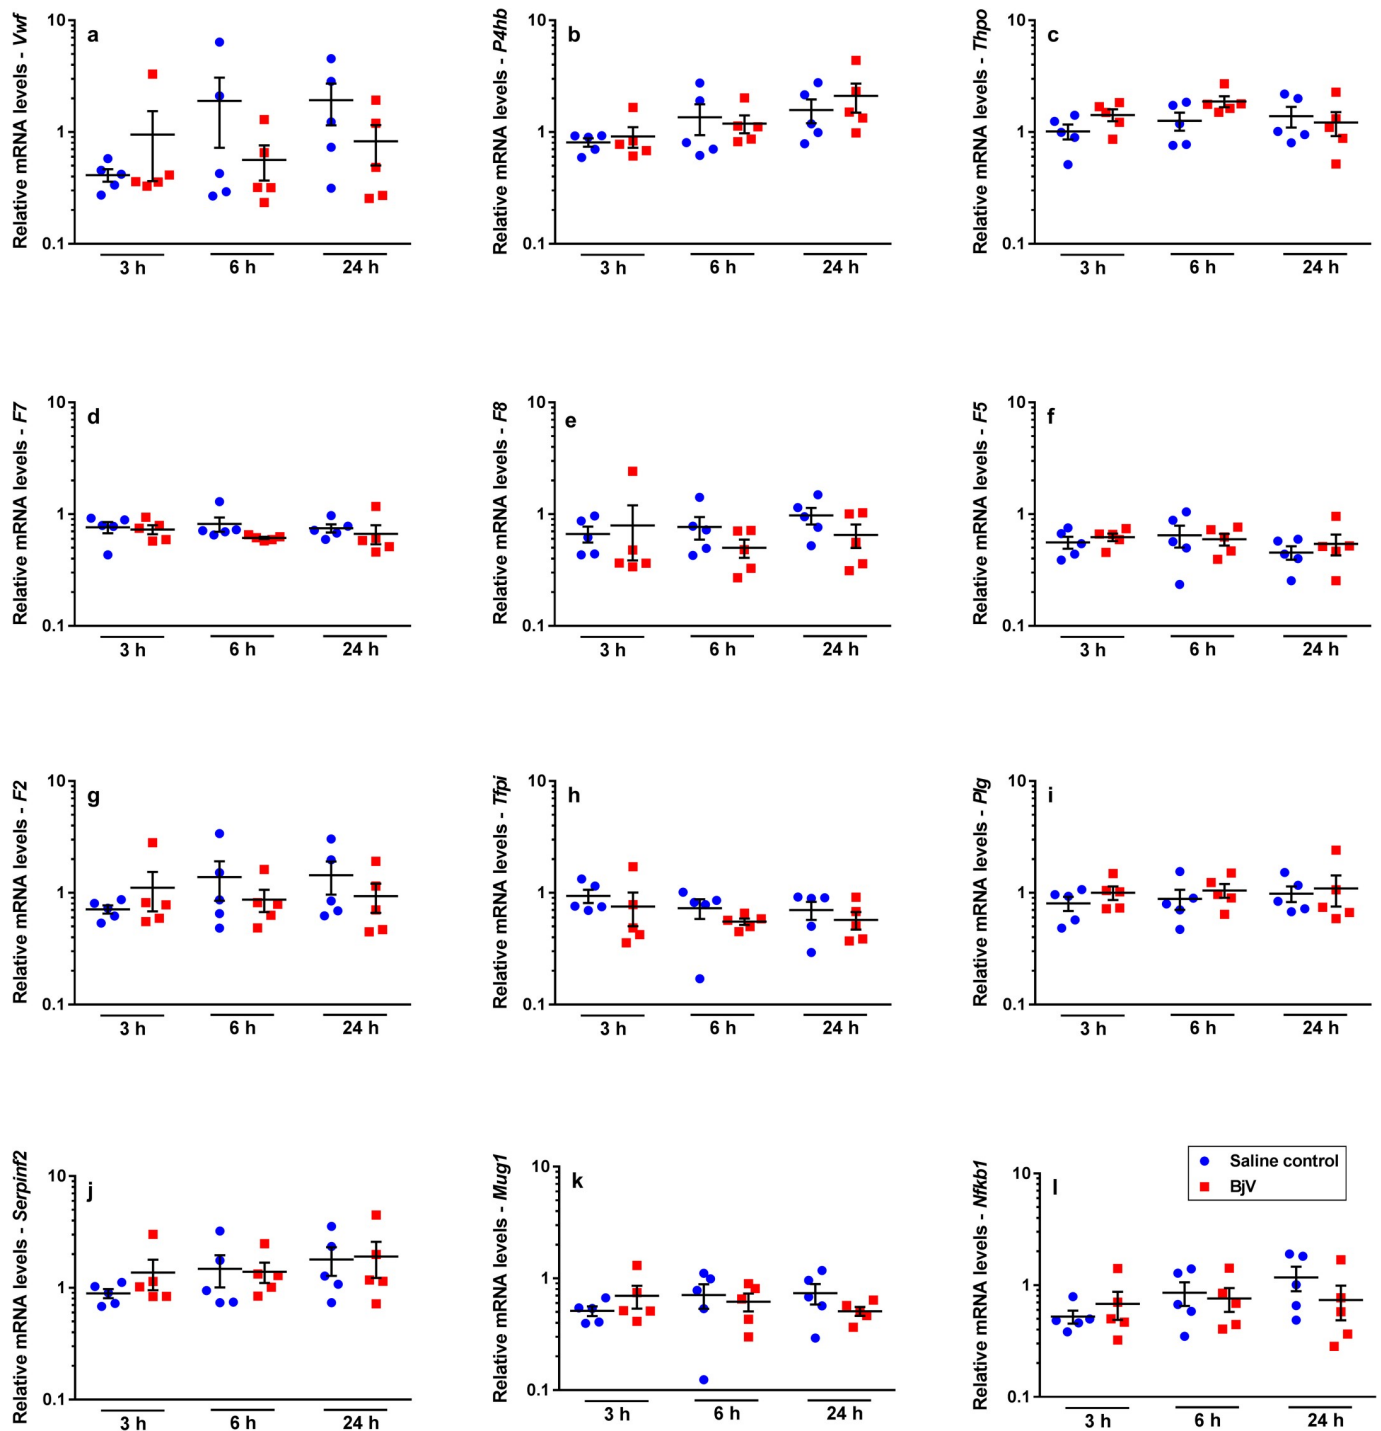 Relative mRNA levels - Vwf
a
10
1
0.1
3 h
6 h
24 h
Relative mRNA levels - P4hb
b
10
1
0.1
3 h
6 h
24 h
Relative mRNA levels - Thpo
c
10
1
0.1
3 h
6 h
24 h
Relative mRNA levels - F7
d
10
1
0.1
3 h
6 h
24 h
Relative mRNA levels - F8
e
10
1
0.1
3 h
6 h
24 h
Relative mRNA levels - F5
f
10
1
0.1
3 h
6 h
24 h
Relative mRNA levels - F2
g
10
1
0.1
3 h
6 h
24 h
Relative mRNA levels - Tfpi
h
10
1
0.1
3 h
6 h
24 h
Relative mRNA levels - Plg
i
10
1
0.1
3 h
6 h
24 h
Relative mRNA levels - Serpinf2
j
10
1
0.1
3 h
6 h
24 h
Relative mRNA levels - Mug1
k
10
1
0.1
3 h
6 h
24 h
Relative mRNA levels - Nfkb1
l
Saline control
BjV
10
1
0.1
3 h
6 h
24 h